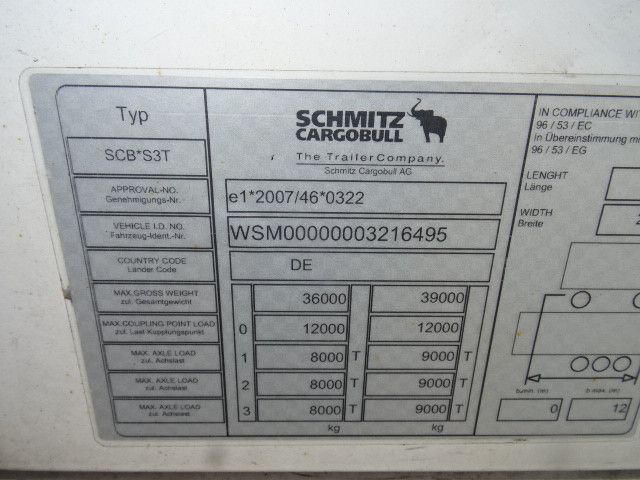 Typ
SCHMITZ
CARGOBULL
The TrailerCompany.
Schmitz Cargobull AG
SCB*S3T
APPROVAL-NO.
Genehmigungs-Nr.
e1*2007/46*0322
VEHICLE I.D. NO.
Fahrzeug-Ident.-Nr.
WSM00000003216495
COUNTRY CODE
Länder Code
DE
MAX.GROSS WEIGHT
zul. Gesamtgewicht
36000 39000
MAX.COUPLING POINT LOAD
zul. Last Kupplungspunkt
0 12000 12000
MAX. AXLE LOAD
zul. Achslast
1 8000 T 9000 T
MAX. AXLE LOAD
zul. Achslast
2 8000 T 9000 T
MAX. AXLE LOAD
zul. Achslast
3 8000 T 9000 T
kg kg
IN COMPLIANCE WIT
96 / 53 / EC
in Übereinstimmung mi
96 / 53 / EG
LENGHT
Länge
WIDTH
Breite
b min. (m) b max. (m)
0 12